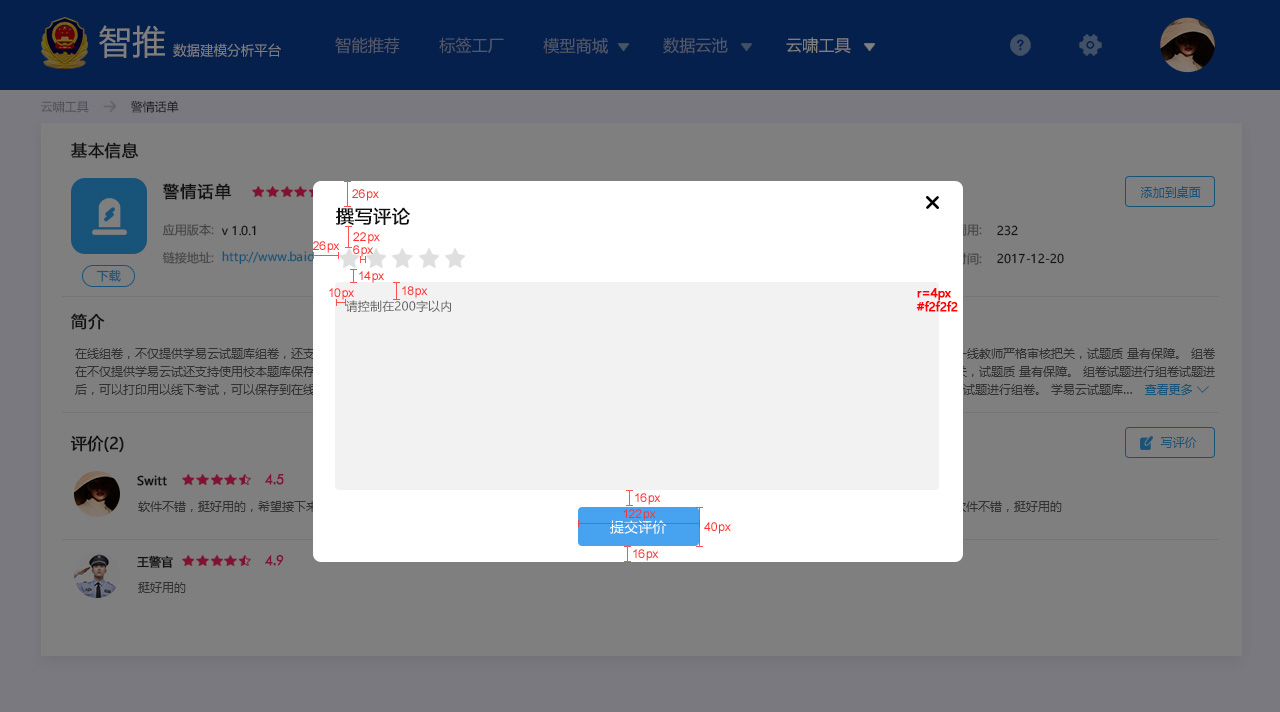 智推 数据建模分析平台 智能推荐 标签工厂 模型商城 数据云池 云啸工具 ?
云啸工具 → 警情话单
基本信息
警情话单 添加到桌面
应用版本: v 1.0.1 用: 232
链接地址: http://www.baid 时间: 2017-12-20
下载
26px
撰写评论
22px
26px
6px
14px
10px
18px
r=4px
#f2f2f2
请控制在200字以内
简介
在线组卷，不仅提供学易云试题库组卷，还支 一线教师严格审核把关，试题质 量有保障。 组卷
在不仅提供学易云试还支持使用校本题库保存 ，试题质 量有保障。 组卷试题进行组卷试题进
后，可以打印用以线下考试，可以保存到在线 试题进行组卷。 学易云试题库... 查看更多
评价(2) 写评价
Switt 4.5
软件不错，挺好用的，希望接下来 件不错，挺好用的
16px
122px
提交评价
40px
16px
王警官 4.9
挺好用的